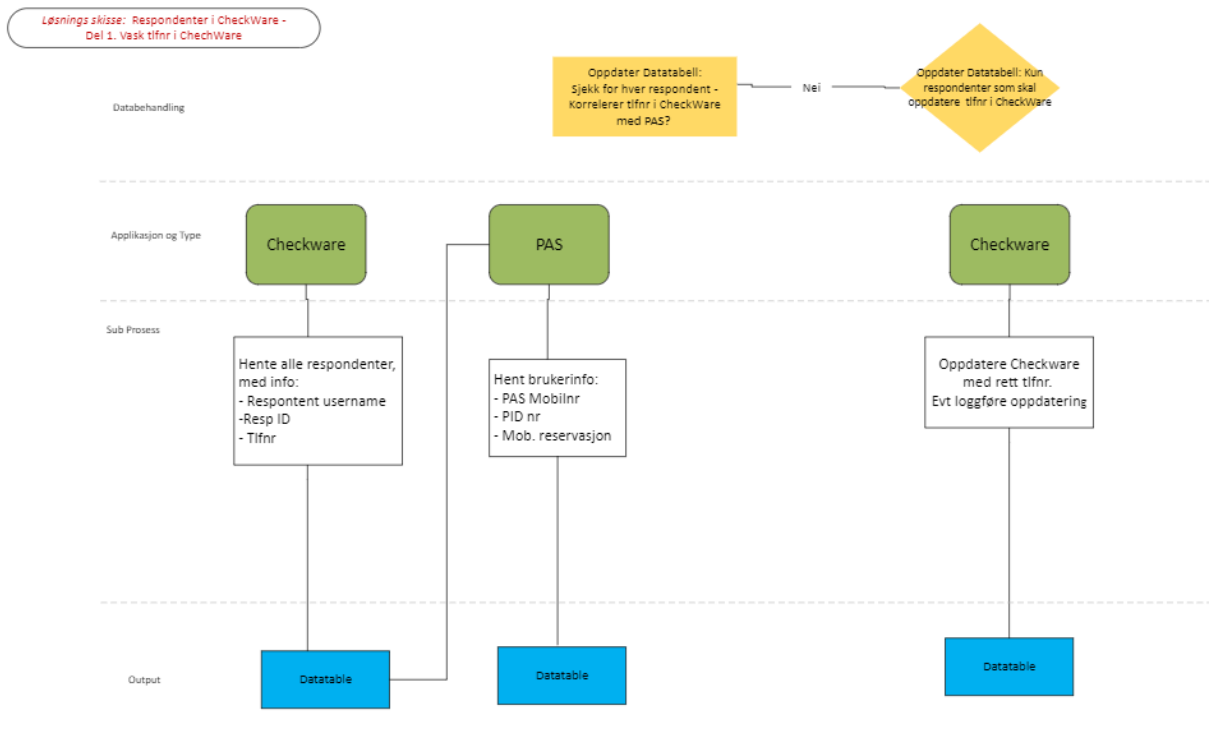 Løsnings skisse: Respondenter i CheckWare -
Del 1. Vask tlfnr i ChechWare
Databehandling
Oppdater Datatabell:
Sjekk for hver respondent -
Korrelerer tlfnr i CheckWare
med PAS?
Nei
Oppdater Datatabell: Kun
respondenter som skal
oppdatere tlfnr i CheckWare
Applikasjon og Type
Checkware
PAS
Checkware
Sub Prosess
Hente alle respondenter,
med info:
- Respontent username
-Resp ID
- Tlfnr
Hent brukerinfo:
- PAS Mobilnr
- PID nr
- Mob. reservasjon
Oppdatere Checkware
med rett tlfnr.
Evt loggføre oppdatering
Output
Datatable
Datatable
Datatable